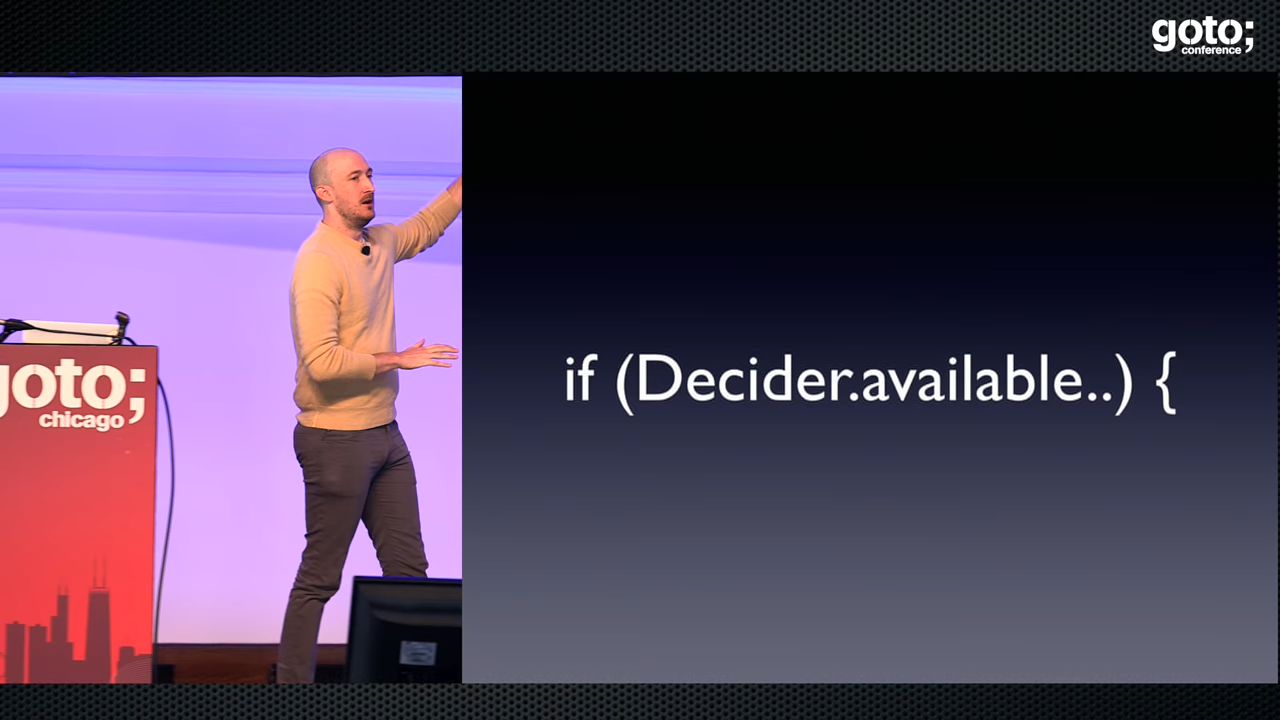 goto;
conference
if (Decider.available..) {
goto;
chicago